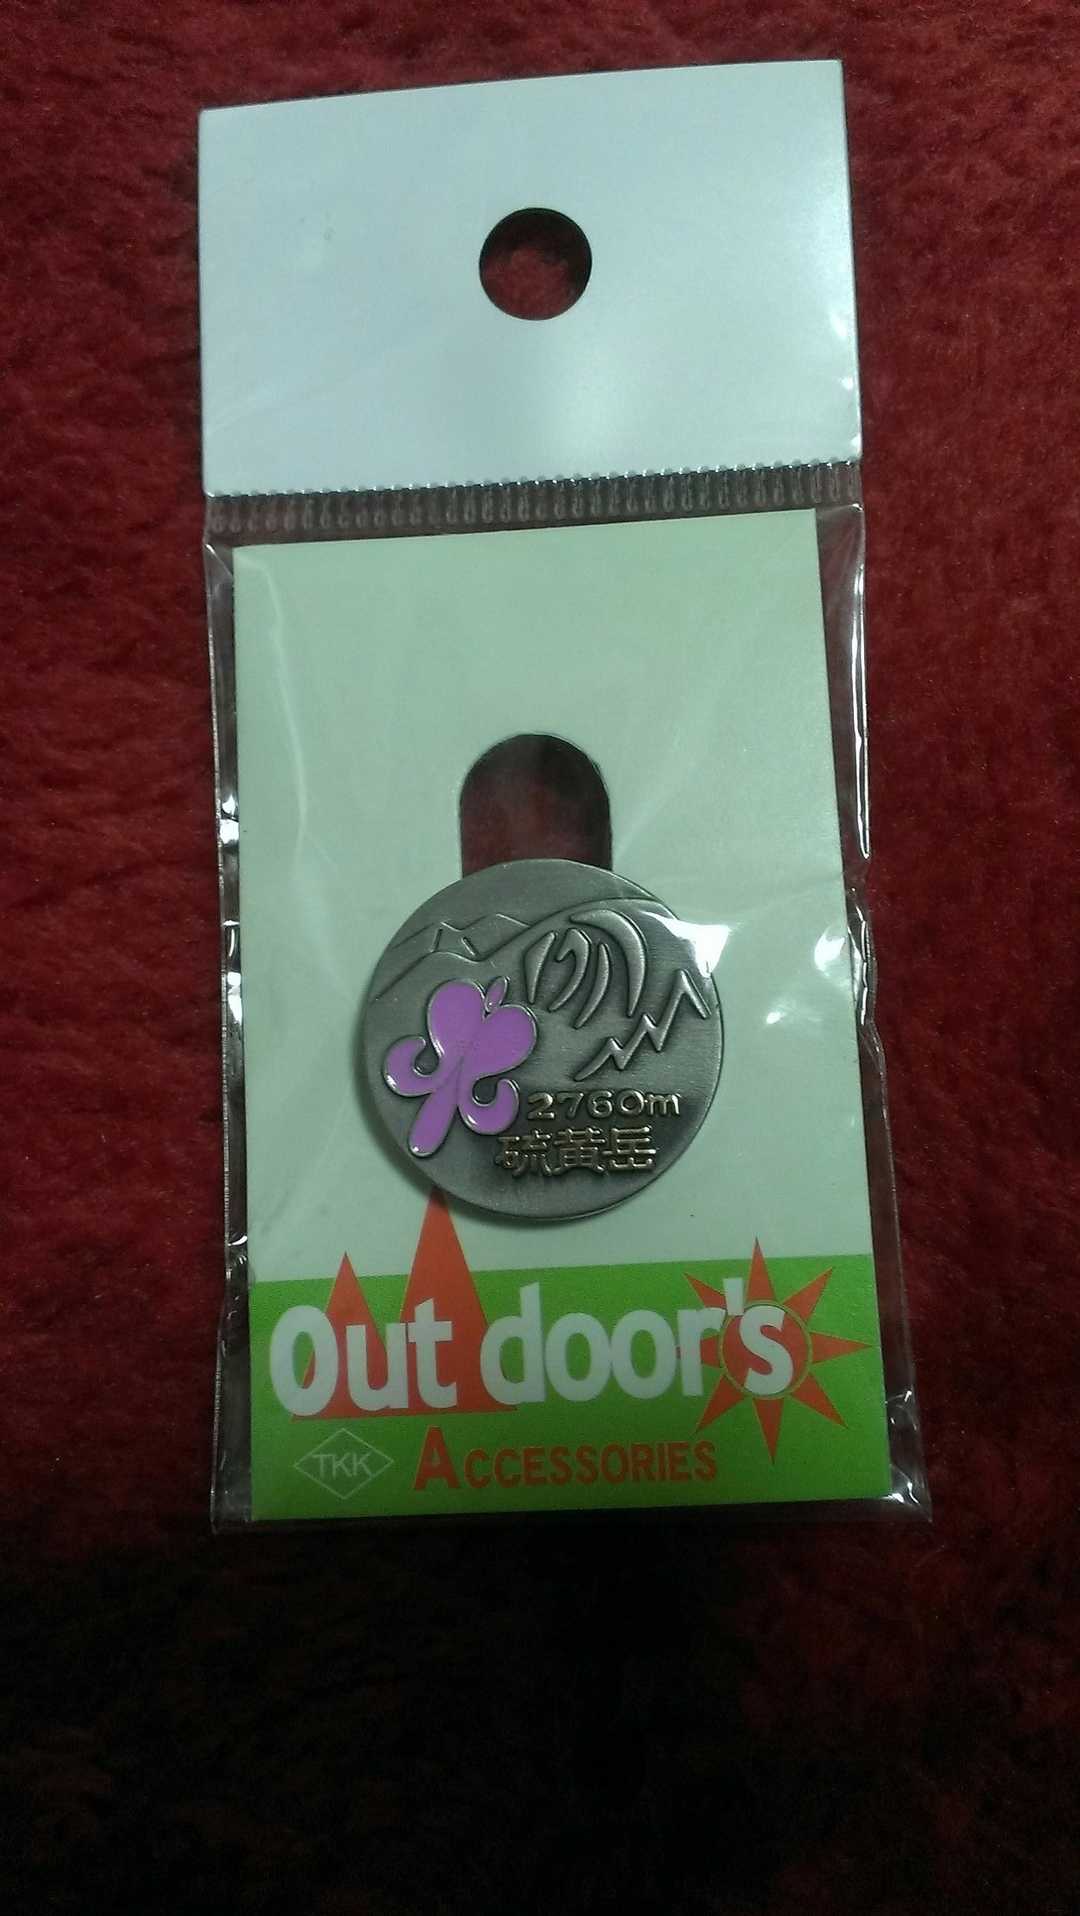 2760m
硫黄岳
Out door's
TKK
ACCESSORIES